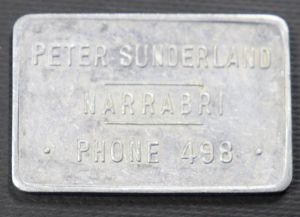 PETER SUNDERLAND
NARRABRI
· PHONE 498 ·